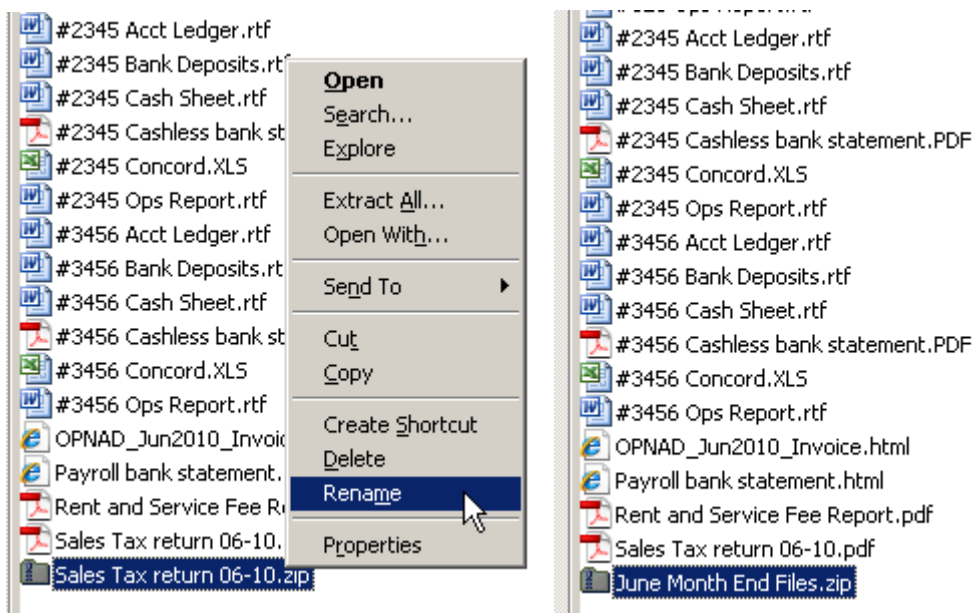 #2345 Acct Ledger.rtf
#2345 Bank Deposits.rt
#2345 Cash Sheet.rtf
#2345 Cashless bank st
#2345 Concord.XLS
#2345 Ops Report.rtf
#3456 Acct Ledger.rtf
#3456 Bank Deposits.rt
#3456 Cash Sheet.rtf
#3456 Cashless bank st
#3456 Concord.XLS
#3456 Ops Report.rtf
OPNAD_Jun2010_Invoic
Payroll bank statement.
Rent and Service Fee R
Sales Tax return 06-10.
Sales Tax return 06-10.zip
Open
Search...
Explore
Extract All...
Open With...
Send To
Cut
Copy
Create Shortcut
Delete
Rename
Properties
#2345 Acct Ledger.rtf
#2345 Bank Deposits.rtf
#2345 Cash Sheet.rtf
#2345 Cashless bank statement.PDF
#2345 Concord.XLS
#2345 Ops Report.rtf
#3456 Acct Ledger.rtf
#3456 Bank Deposits.rtf
#3456 Cash Sheet.rtf
#3456 Cashless bank statement.PDF
#3456 Concord.XLS
#3456 Ops Report.rtf
OPNAD_Jun2010_Invoice.html
Payroll bank statement.html
Rent and Service Fee Report.pdf
Sales Tax return 06-10.pdf
June Month End Files.zip